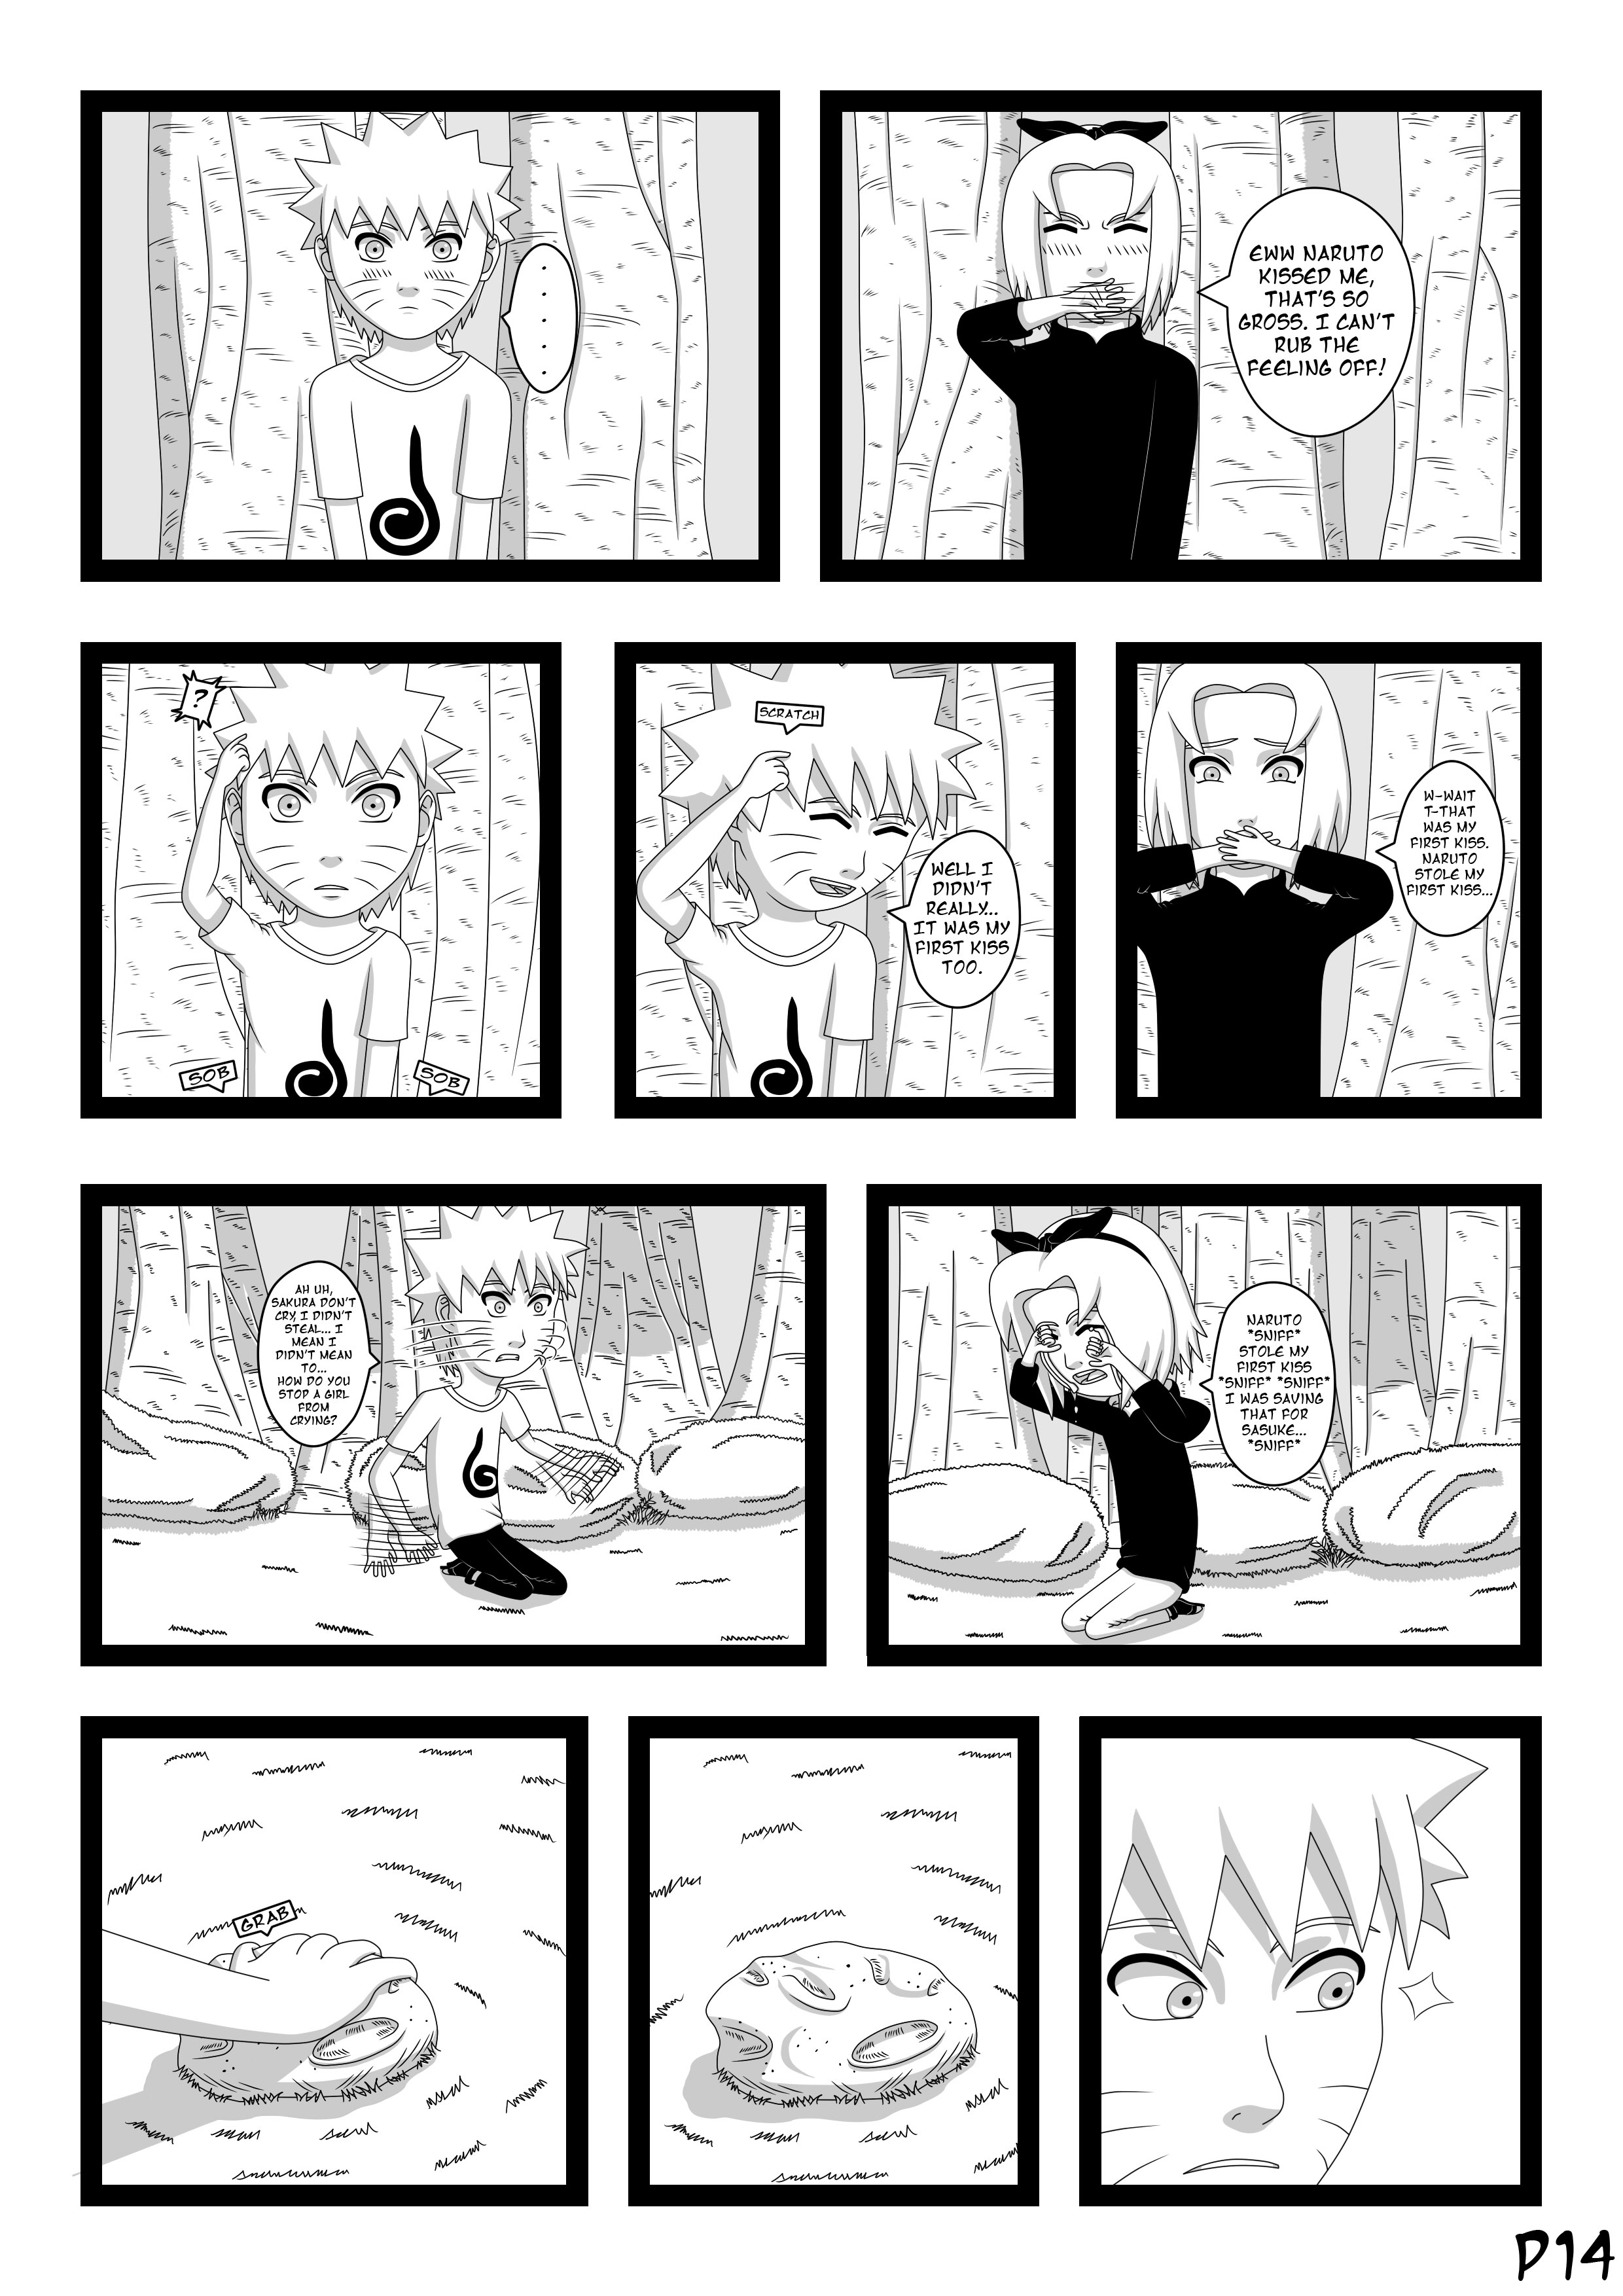 EWW NARUTO
KISSED ME,
THAT'S SO
GROSS. I CAN'T
RUB THE
FEELING OFF!
.
.
.
.
.
W-WAIT
T-THAT
WAS MY
FIRST KISS.
NARUTO
STOLE MY
FIRST KISS...
SCRATCH
WELL I
DIDN'T
REALLY...
IT WAS MY
FIRST KISS
TOO.
?
SOB
SOB
NARUTO
*SNIFF*
STOLE MY
FIRST KISS
*SNIFF* *SNIFF*
I WAS SAVING
THAT FOR
SASUKE...
*SNIFF*
AH UH,
SAKURA DON'T
CRY, I DIDN'T
STEAL... I
MEAN I
DIDN'T MEAN
TO...
HOW DO YOU
STOP A GIRL
FROM
CRYING?
GRAB
P14